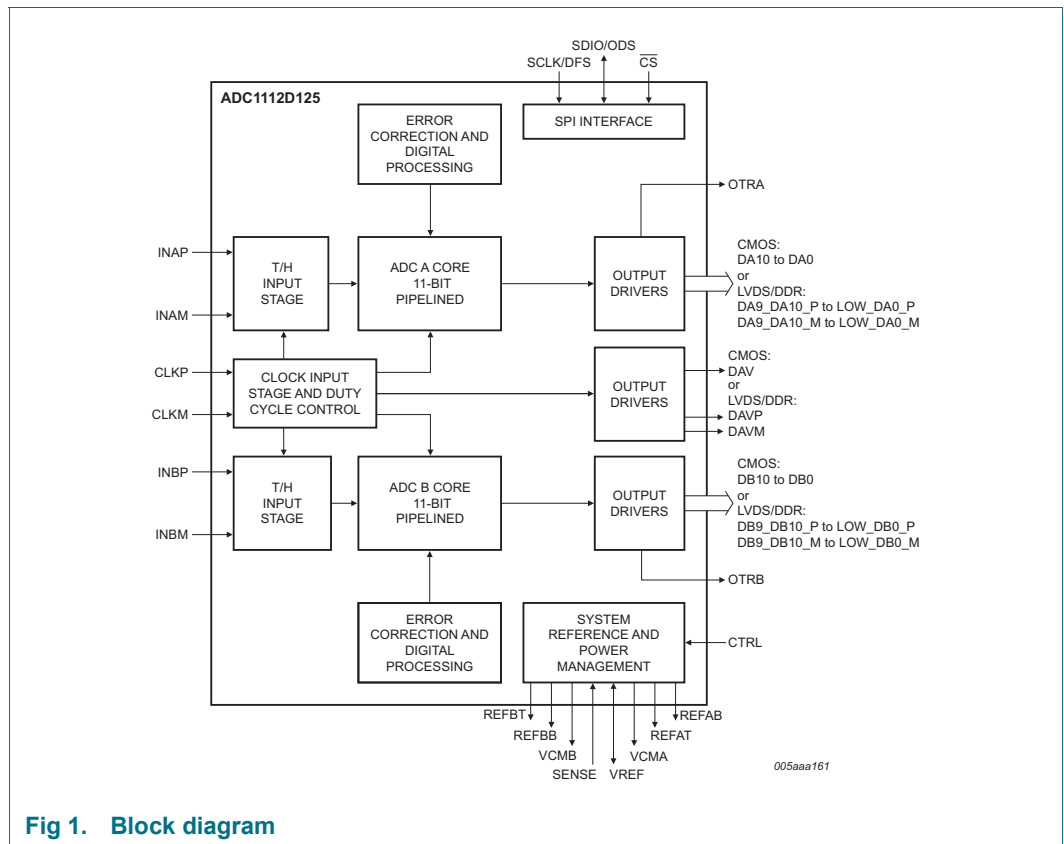 SDIO/ODS
SCLK/DFS
CS
ADC1112D125
ERROR
CORRECTION AND
DIGITAL
PROCESSING
SPI INTERFACE
OTRA
INAP
INAM
T/H
INPUT
STAGE
ADC A CORE
11-BIT
PIPELINED
OUTPUT
DRIVERS
CMOS:
DA10 to DA0
or
LVDS/DDR:
DA9_DA10_P to LOW_DA0_P
DA9_DA10_M to LOW_DA0_M
CLKP
CLKM
CLOCK INPUT
STAGE AND DUTY
CYCLE CONTROL
OUTPUT
DRIVERS
CMOS:
DAV
or
LVDS/DDR:
DAVP
DAVM
INBP
INBM
T/H
INPUT
STAGE
ADC B CORE
11-BIT
PIPELINED
OUTPUT
DRIVERS
CMOS:
DB10 to DB0
or
LVDS/DDR:
DB9_DB10_P to LOW_DB0_P
DB9_DB10_M to LOW_DB0_M
OTRB
ERROR
CORRECTION AND
DIGITAL
PROCESSING
SYSTEM
REFERENCE AND
POWER
MANAGEMENT
CTRL
REFBT
REFBB
VCMB
SENSE
VREF
VCMA
REFAT
REFAB
005aaa161
Fig 1. Block diagram